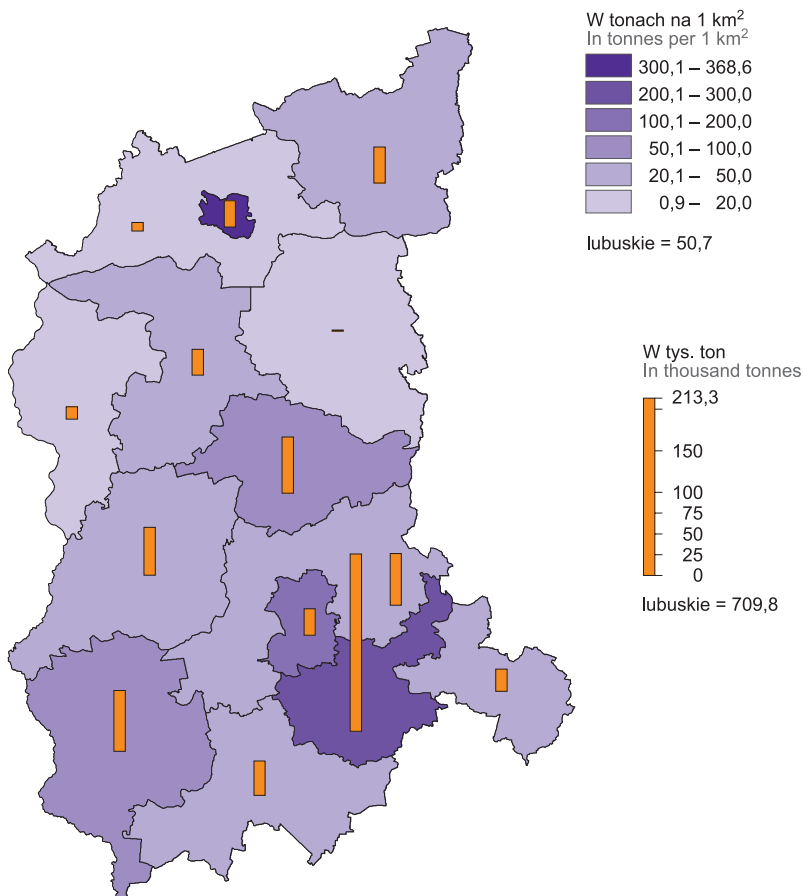 W tonach na 1 km²
In tonnes per 1 km²
300,1 – 368,6
200,1 – 300,0
100,1 – 200,0
50,1 – 100,0
20,1 – 50,0
0,9 – 20,0
lubuskie = 50,7
W tys. ton
In thousand tonnes
213,3
150
100
75
50
25
0
lubuskie = 709,8